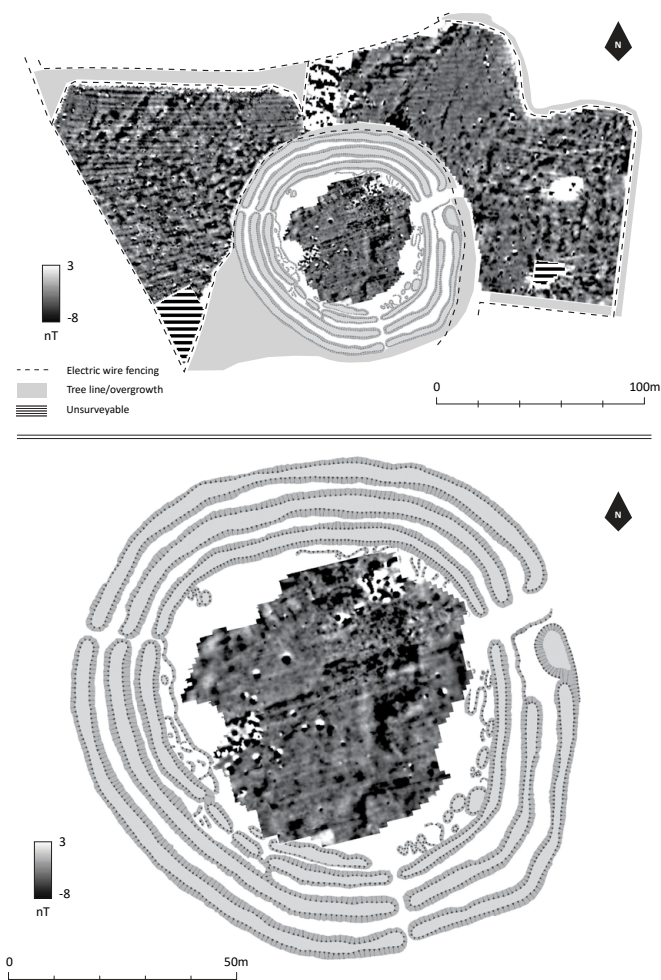 N
3
-8
nT
Electric wire fencing
Tree line/overgrowth
Unsurveyable
0 100m
N
3
-8
nT
0 50m